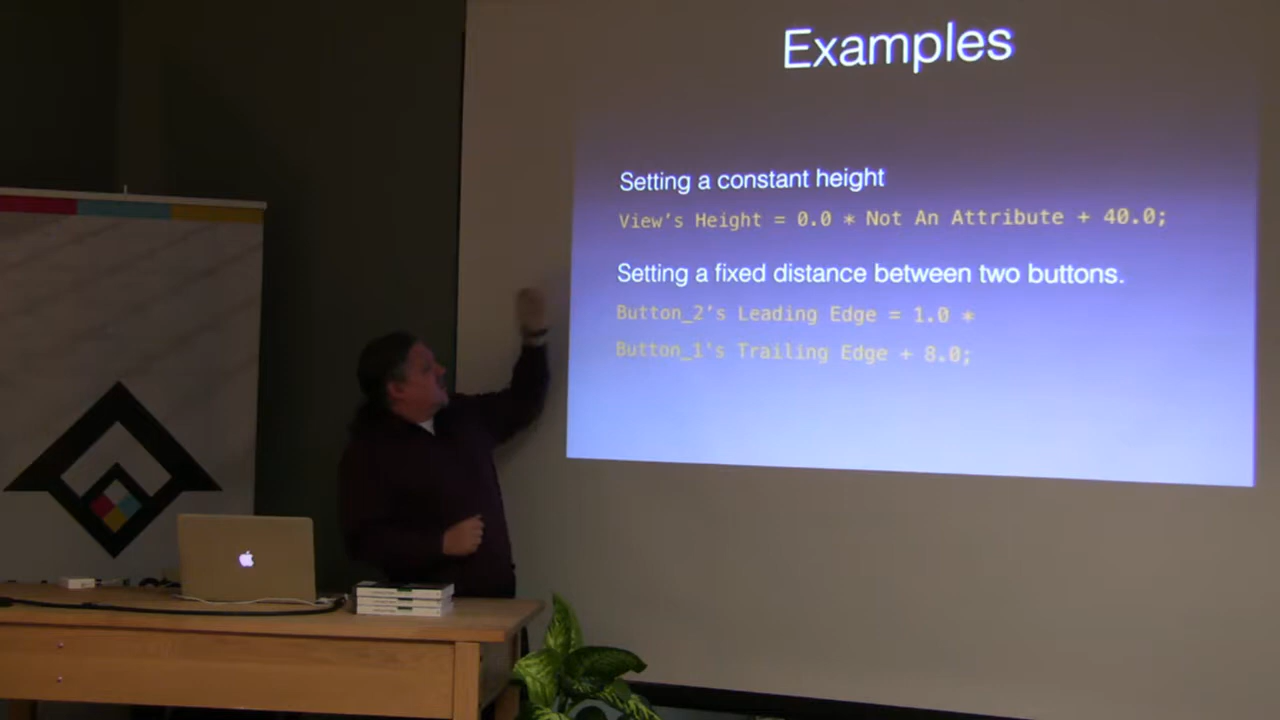 Examples
Setting a constant height
View's Height = 0.0 * Not An Attribute + 40.0;
Setting a fixed distance between two buttons.
Button_2's Leading Edge = 1.0 *
Button_1's Trailing Edge + 8.0;